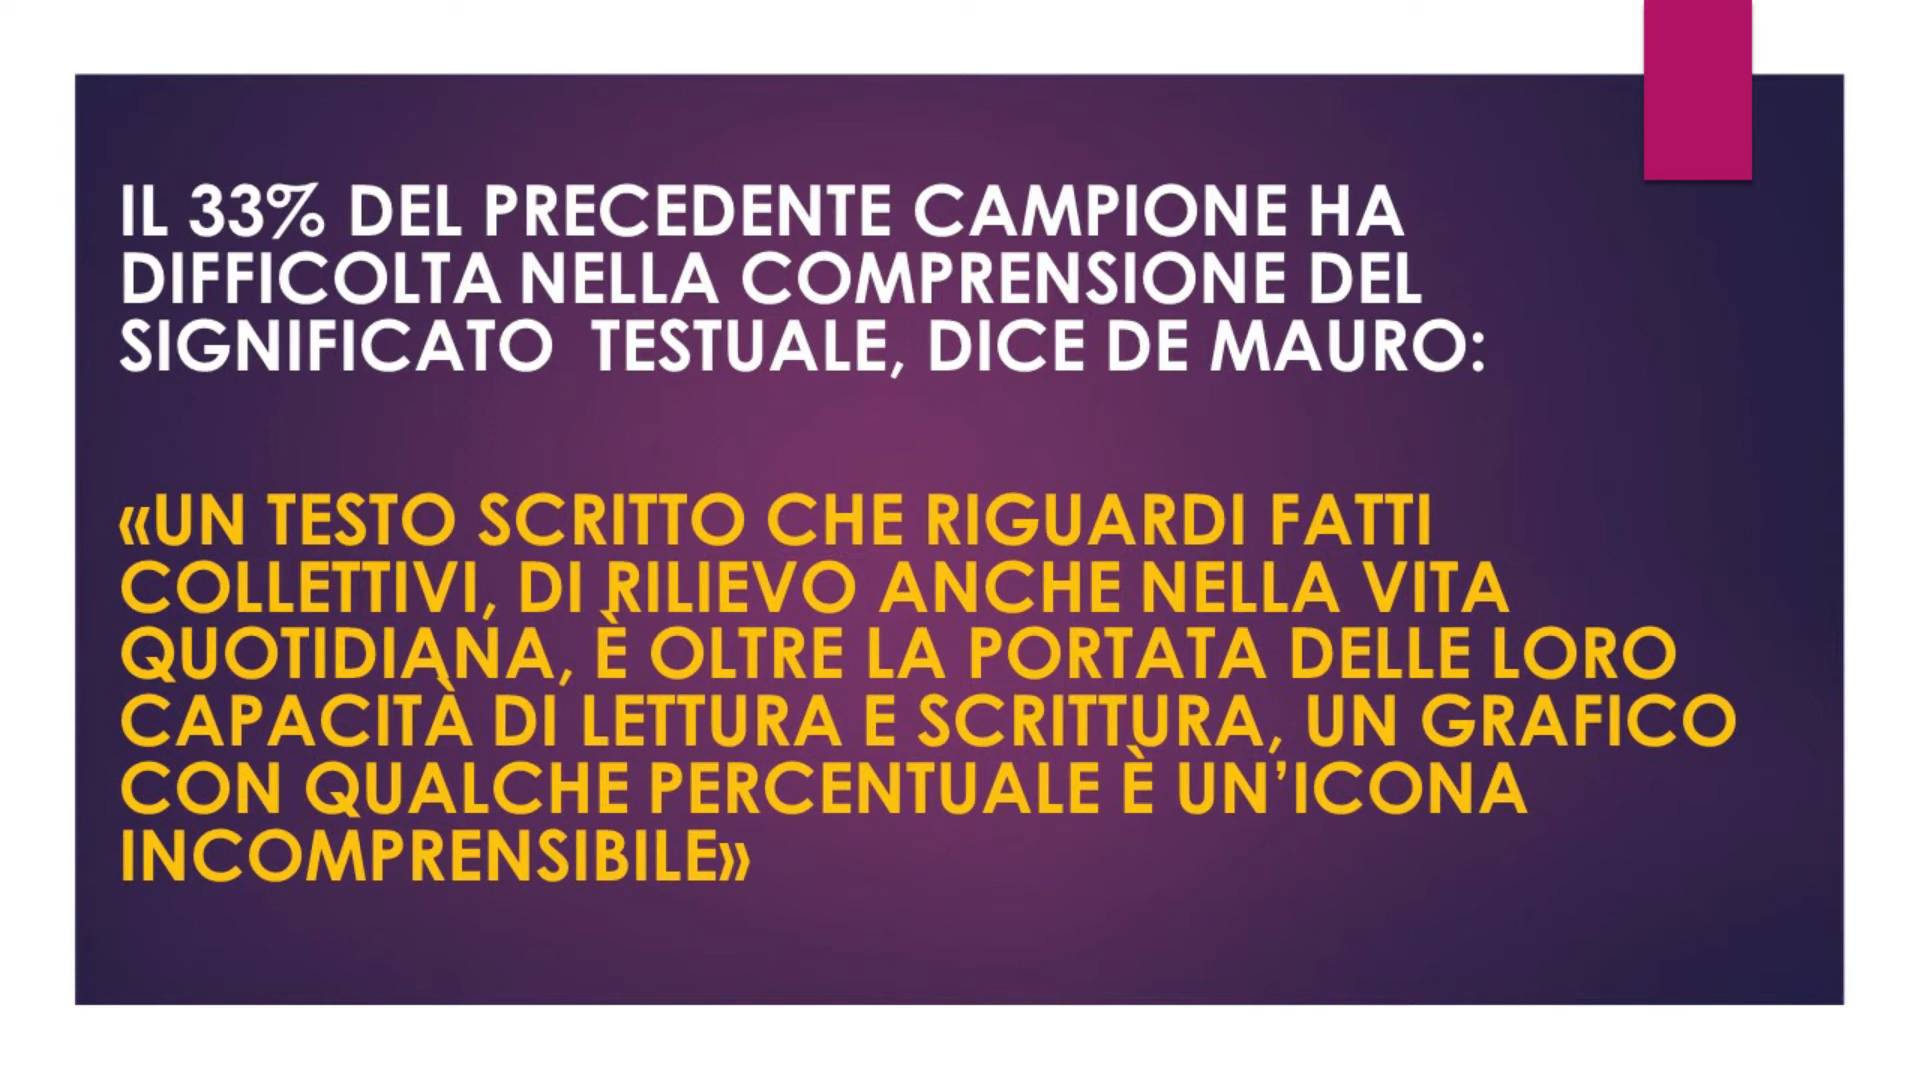 IL 33% DEL PRECEDENTE CAMPIONE HA
DIFFICOLTA NELLA COMPRENSIONE DEL
SIGNIFICATO  TESTUALE, DICE DE MAURO:
«UN TESTO SCRITTO CHE RIGUARDI FATTI
COLLETTIVI, DI RILIEVO ANCHE NELLA VITA
QUOTIDIANA, È OLTRE LA PORTATA DELLE LORO
CAPACITÀ DI LETTURA E SCRITTURA, UN GRAFICO
CON QUALCHE PERCENTUALE È UN’ICONA
INCOMPRENSIBILE»